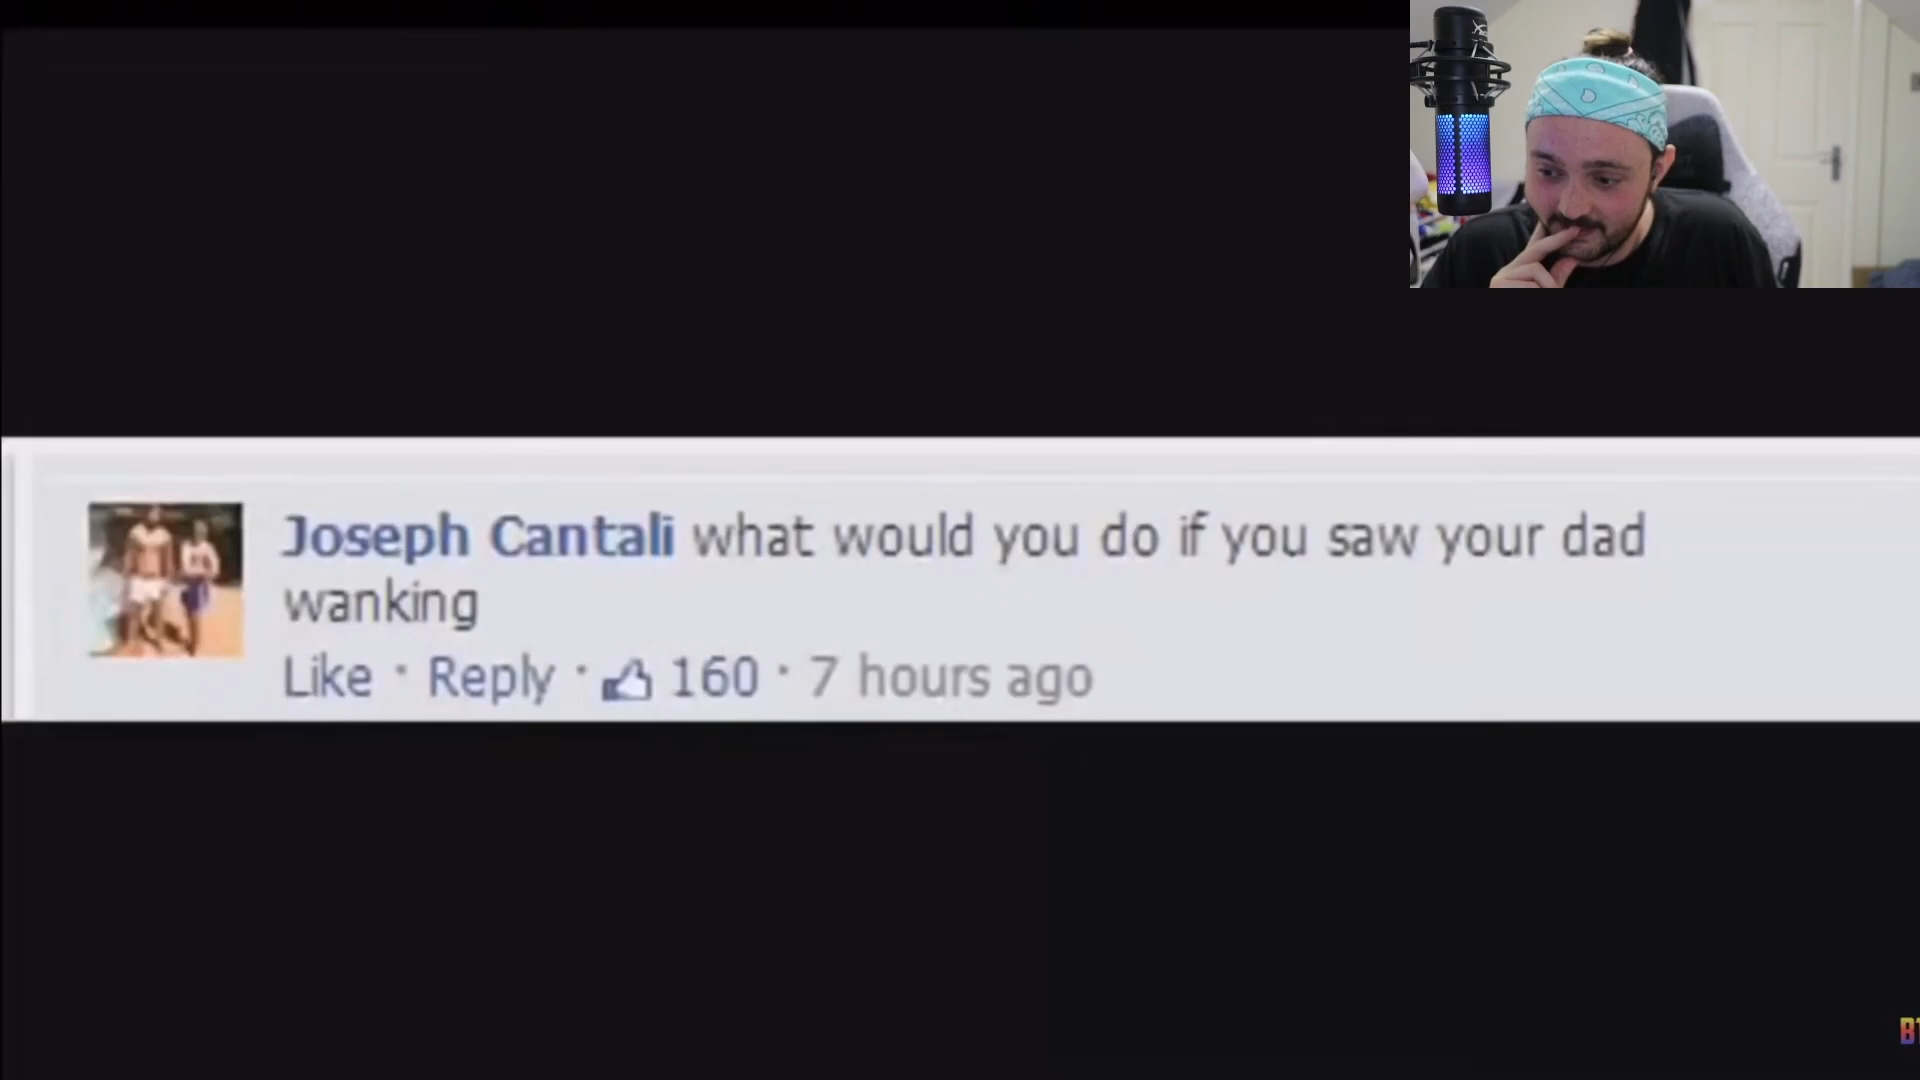 Joseph Cantali what would you do if you saw your dad
wanking
Like · Reply · 160 · 7 hours ago